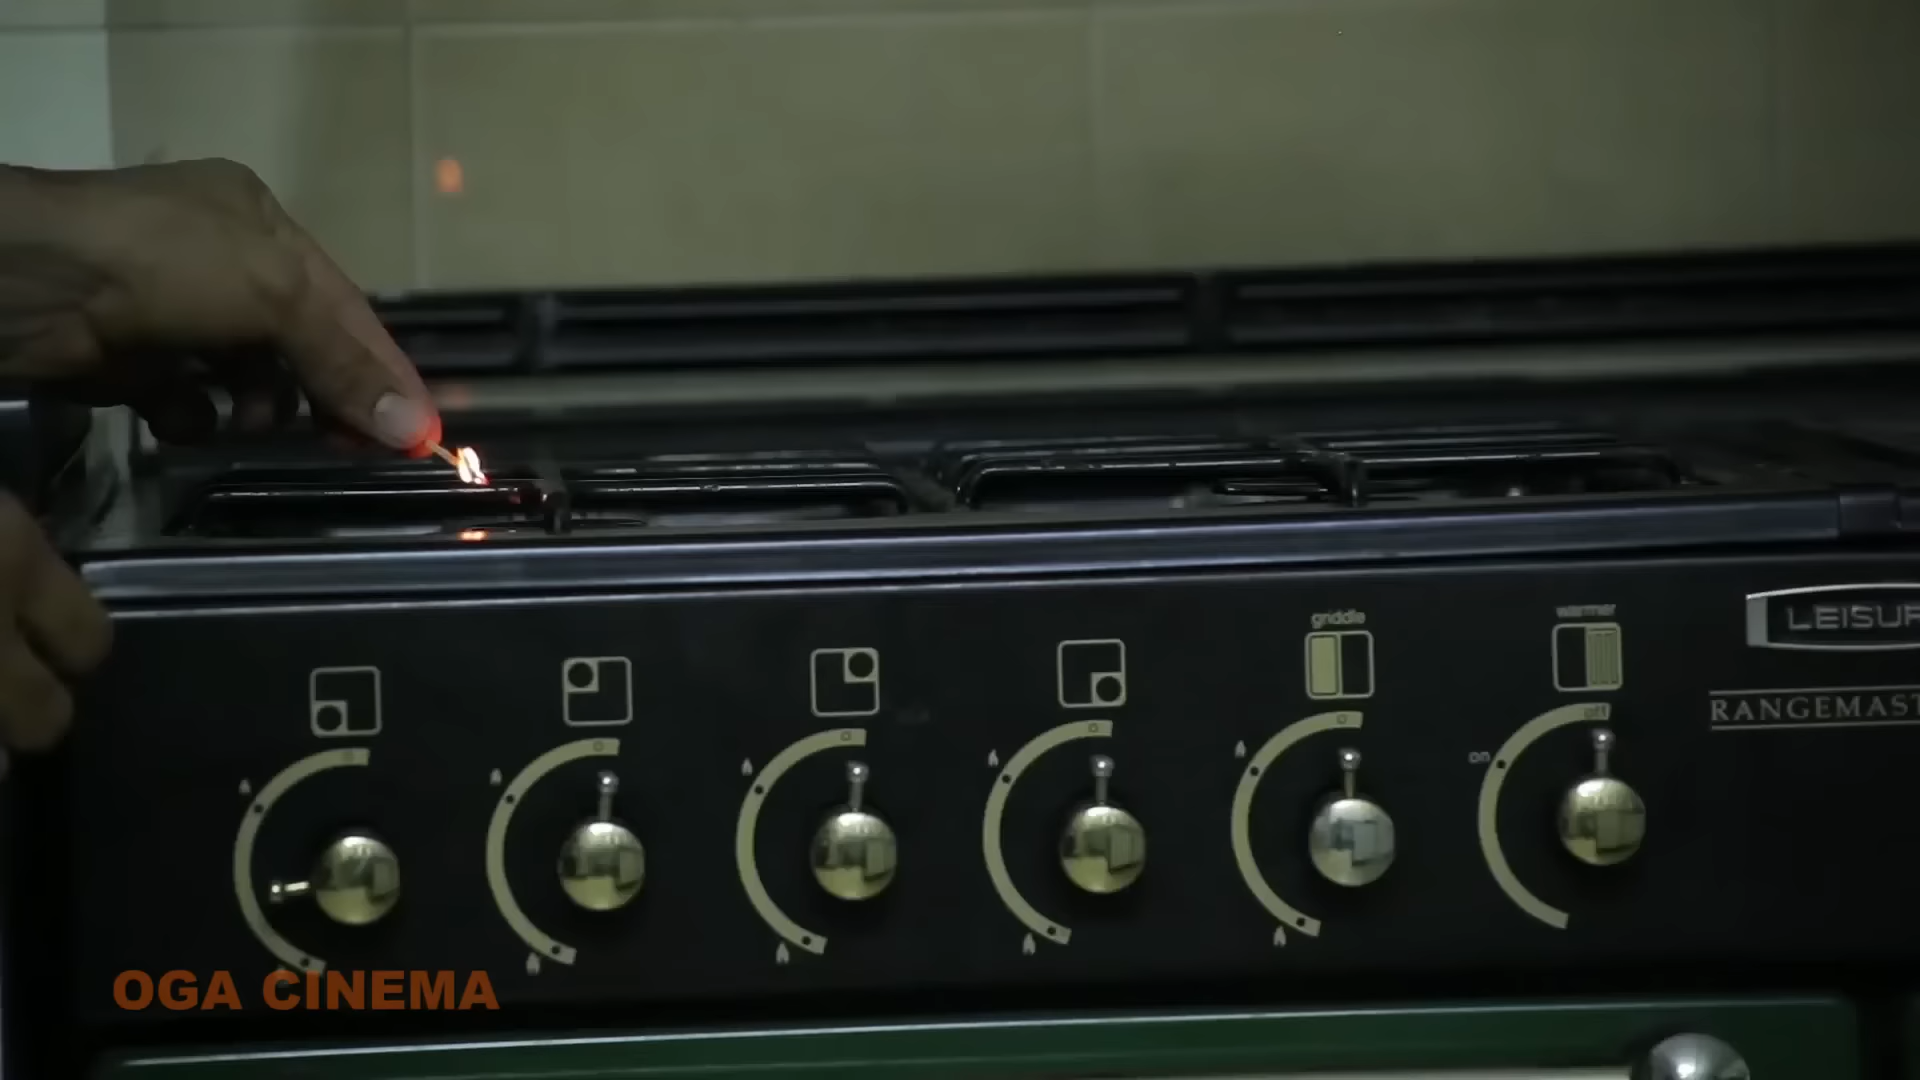 griddle
warmer
LEISUR
off
RANGEMAST
on
OGA CINEMA